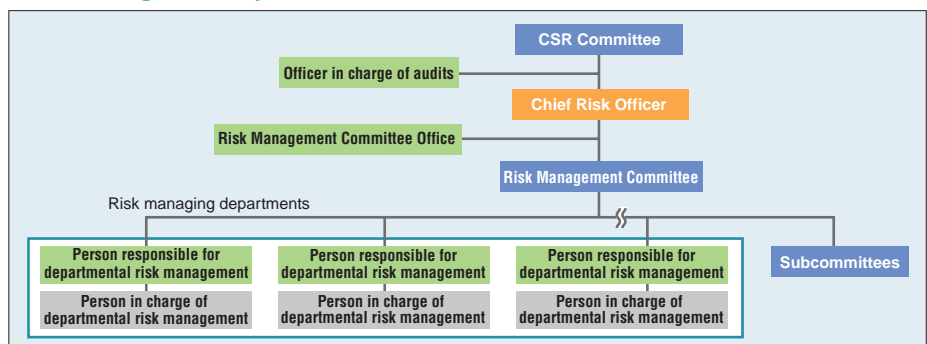 CSR Committee
Officer in charge of audits
Chief Risk Officer
Risk Management Committee Office
Risk Management Committee
Risk managing departments
Person responsible for
departmental risk management
Person responsible for
departmental risk management
Person responsible for
departmental risk management
Subcommittees
Person in charge of
departmental risk management
Person in charge of
departmental risk management
Person in charge of
departmental risk management